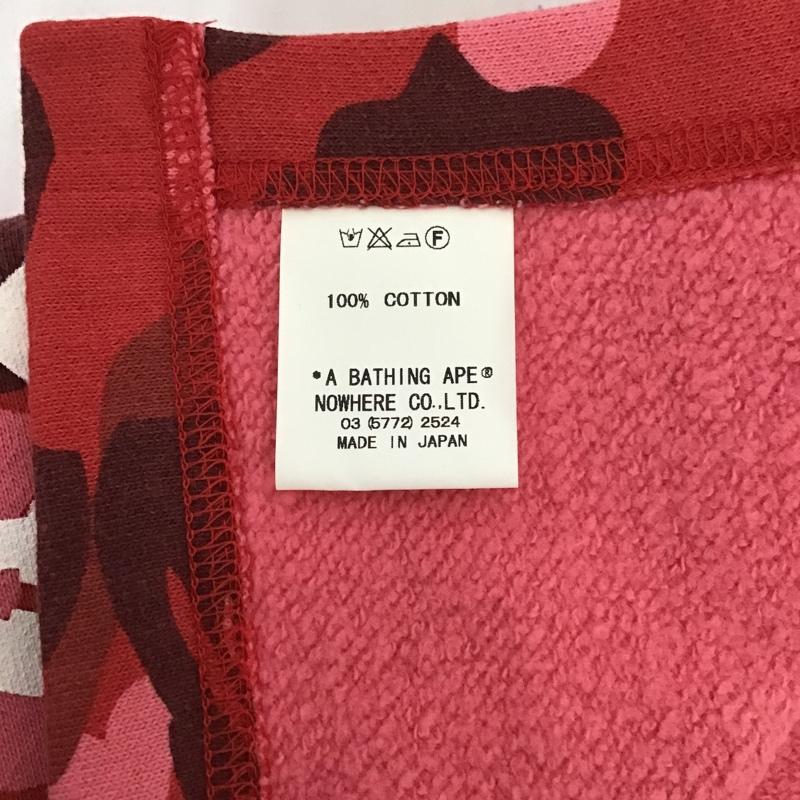 F
100% COTTON
*A BATHING APE®
NOWHERE CO.,LTD.
03 (5772) 2524
MADE IN JAPAN